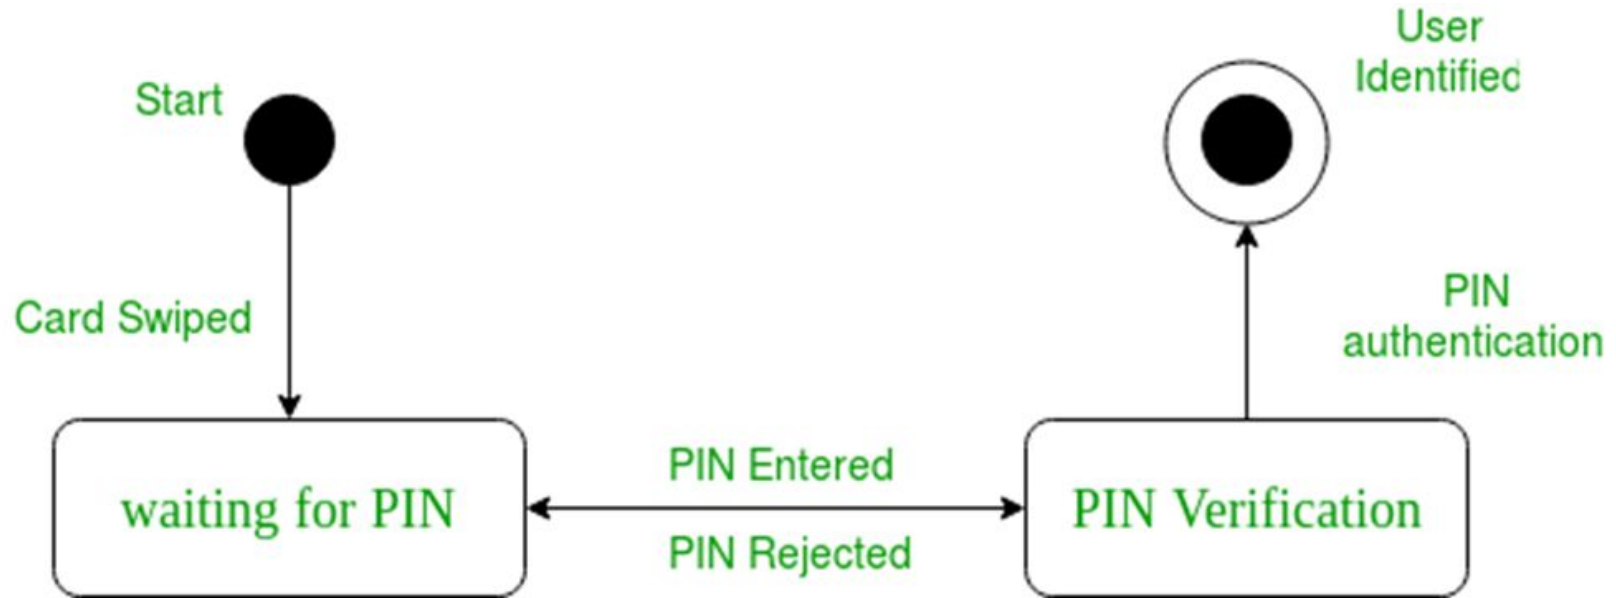 User
Identified
Start
Card Swiped
PIN
authentication
PIN Entered
waiting for PIN
PIN Verification
PIN Rejected